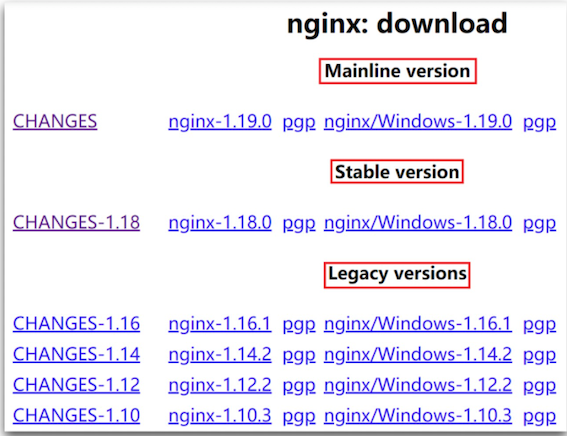 nginx: download
Mainline version
CHANGES nginx-1.19.0 pgp nginx/Windows-1.19.0 pgp
Stable version
CHANGES-1.18 nginx-1.18.0 pgp nginx/Windows-1.18.0 pgp
Legacy versions
CHANGES-1.16 nginx-1.16.1 pgp nginx/Windows-1.16.1 pgp
CHANGES-1.14 nginx-1.14.2 pgp nginx/Windows-1.14.2 pgp
CHANGES-1.12 nginx-1.12.2 pgp nginx/Windows-1.12.2 pgp
CHANGES-1.10 nginx-1.10.3 pgp nginx/Windows-1.10.3 pgp